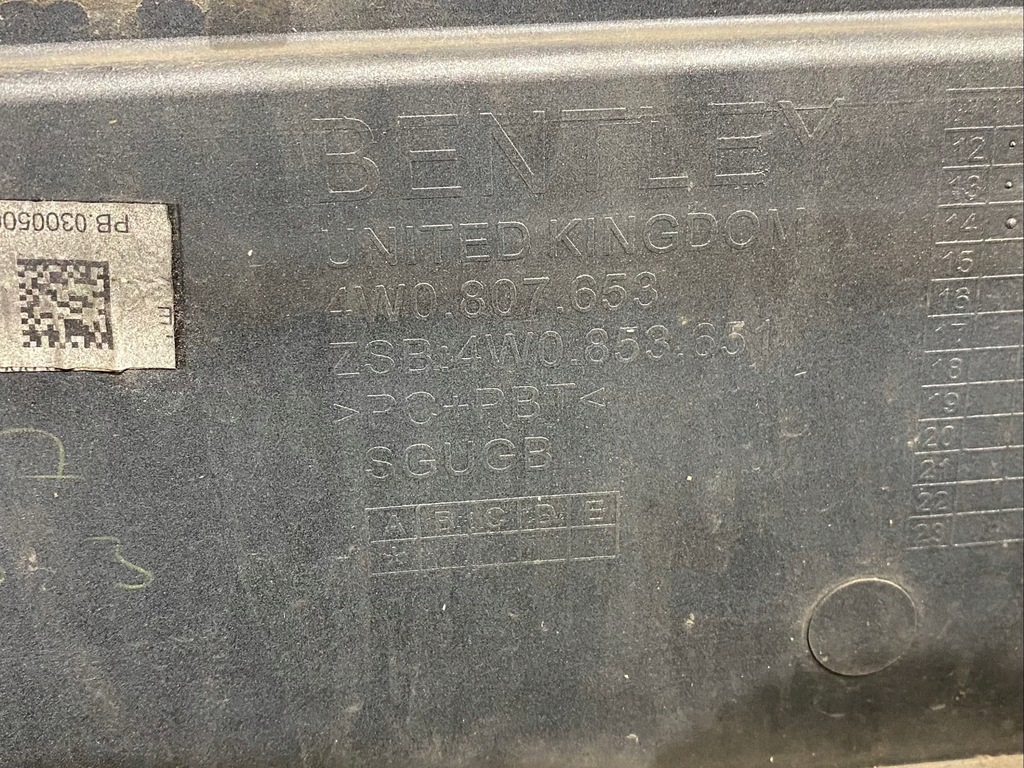 BENTLEY
UNITED KINGDOM
4W0.807.653
ZSB:4W0.853.651
>PC+PBT<
SGUGB
A B C D E
12
13
14
15
16
17
18
19
20
21
22
23
PB.030050
E